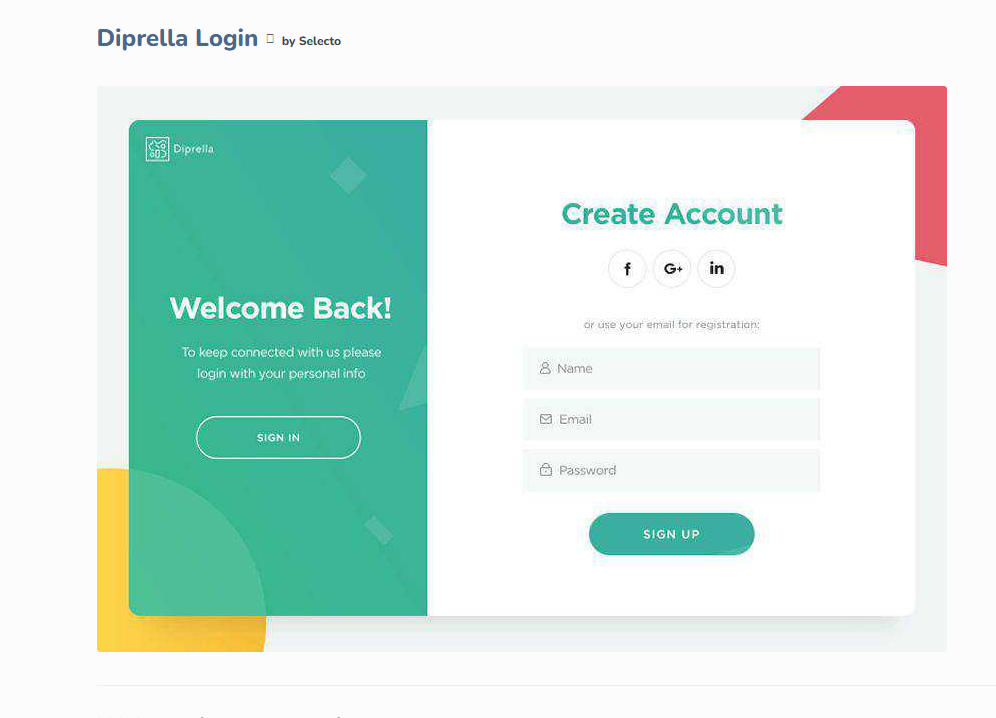 Diprella Login by Selecto
Diprella
Create Account
f G+ in
Welcome Back!
or use your email for registration:
To keep connected with us please
login with your personal info
Name
Email
SIGN IN
Password
SIGN UP